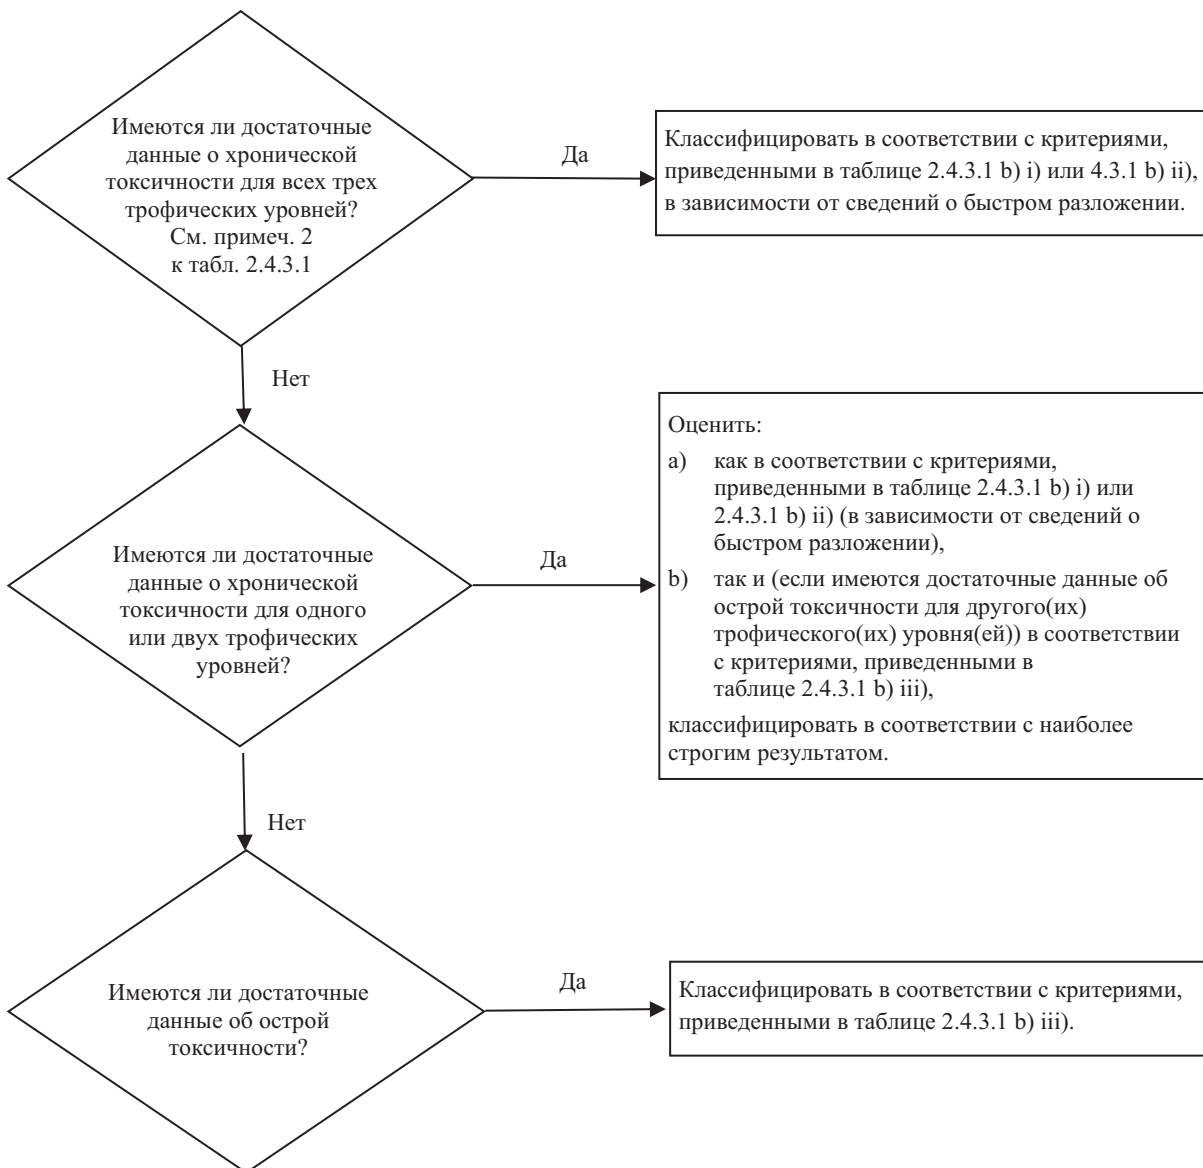 Имеются ли достаточные
данные о хронической
токсичности для всех трех
трофических уровней?
См. примеч. 2
к табл. 2.4.3.1
Да
Классифицировать в соответствии с критериями,
приведенными в таблице 2.4.3.1 b) i) или 4.3.1 b) ii),
в зависимости от сведений о быстром разложении.
Нет
Имеются ли достаточные
данные о хронической
токсичности для одного
или двух трофических
уровней?
Да
Оценить:
a) как в соответствии с критериями,
приведенными в таблице 2.4.3.1 b) i) или
2.4.3.1 b) ii) (в зависимости от сведений о
быстром разложении),
b) так и (если имеются достаточные данные об
острой токсичности для другого(их)
трофического(их) уровня(ей)) в соответствии
с критериями, приведенными в
таблице 2.4.3.1 b) iii),
классифицировать в соответствии с наиболее
строгим результатом.
Нет
Имеются ли достаточные
данные об острой
токсичности?
Да
Классифицировать в соответствии с критериями,
приведенными в таблице 2.4.3.1 b) iii).